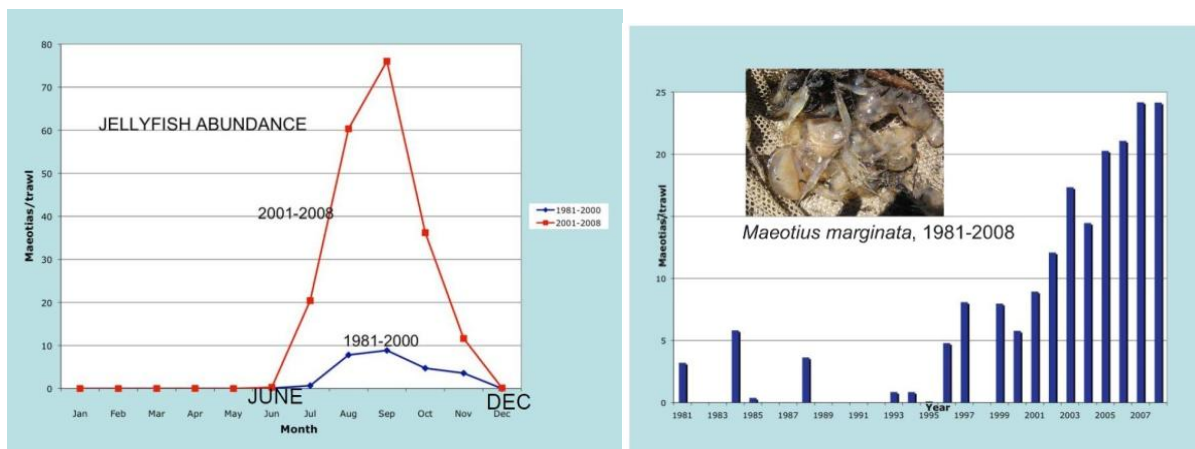 80
70
JELLYFISH ABUNDANCE
60
50
Maeotias/trawl
40
2001-2008
1981-2000
2001-2008
30
20
1981-2000
10
0
JUNE
DEC
Jan Feb Mar Apr May Jun Jul Aug Sep Oct Nov Dec
Month
25
20
Maeotias/trawl
15
Maeotius marginata, 1981-2008
10
5
0
1981 1983 1985 1987 1989 1991 1993 1995 1997 1999 2001 2003 2005 2007
Year